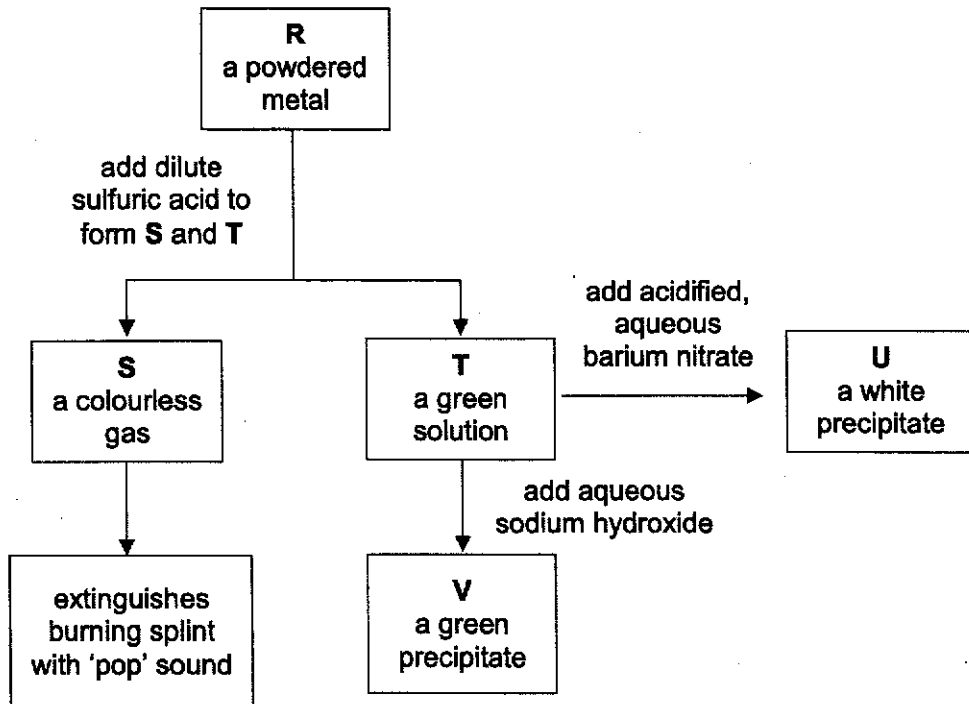 R
a powdered
metal
add dilute
sulfuric acid to
form S and T
add acidified,
aqueous
barium nitrate
S
a colourless
gas
T
a green
solution
U
a white
precipitate
add aqueous
sodium hydroxide
extinguishes
burning splint
with ‘pop’ sound
V
a green
precipitate